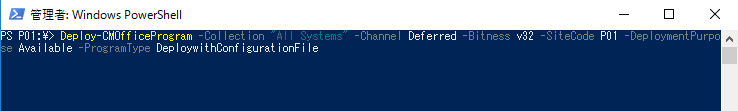 管理者: Windows PowerShell
PS P01:¥> Deploy-CMOfficeProgram -Collection "All Systems" -Channel Deferred -Bitness v32 -SiteCode P01 -DeploymentPurpo
se Available -ProgramType DeploywithConfigurationFile